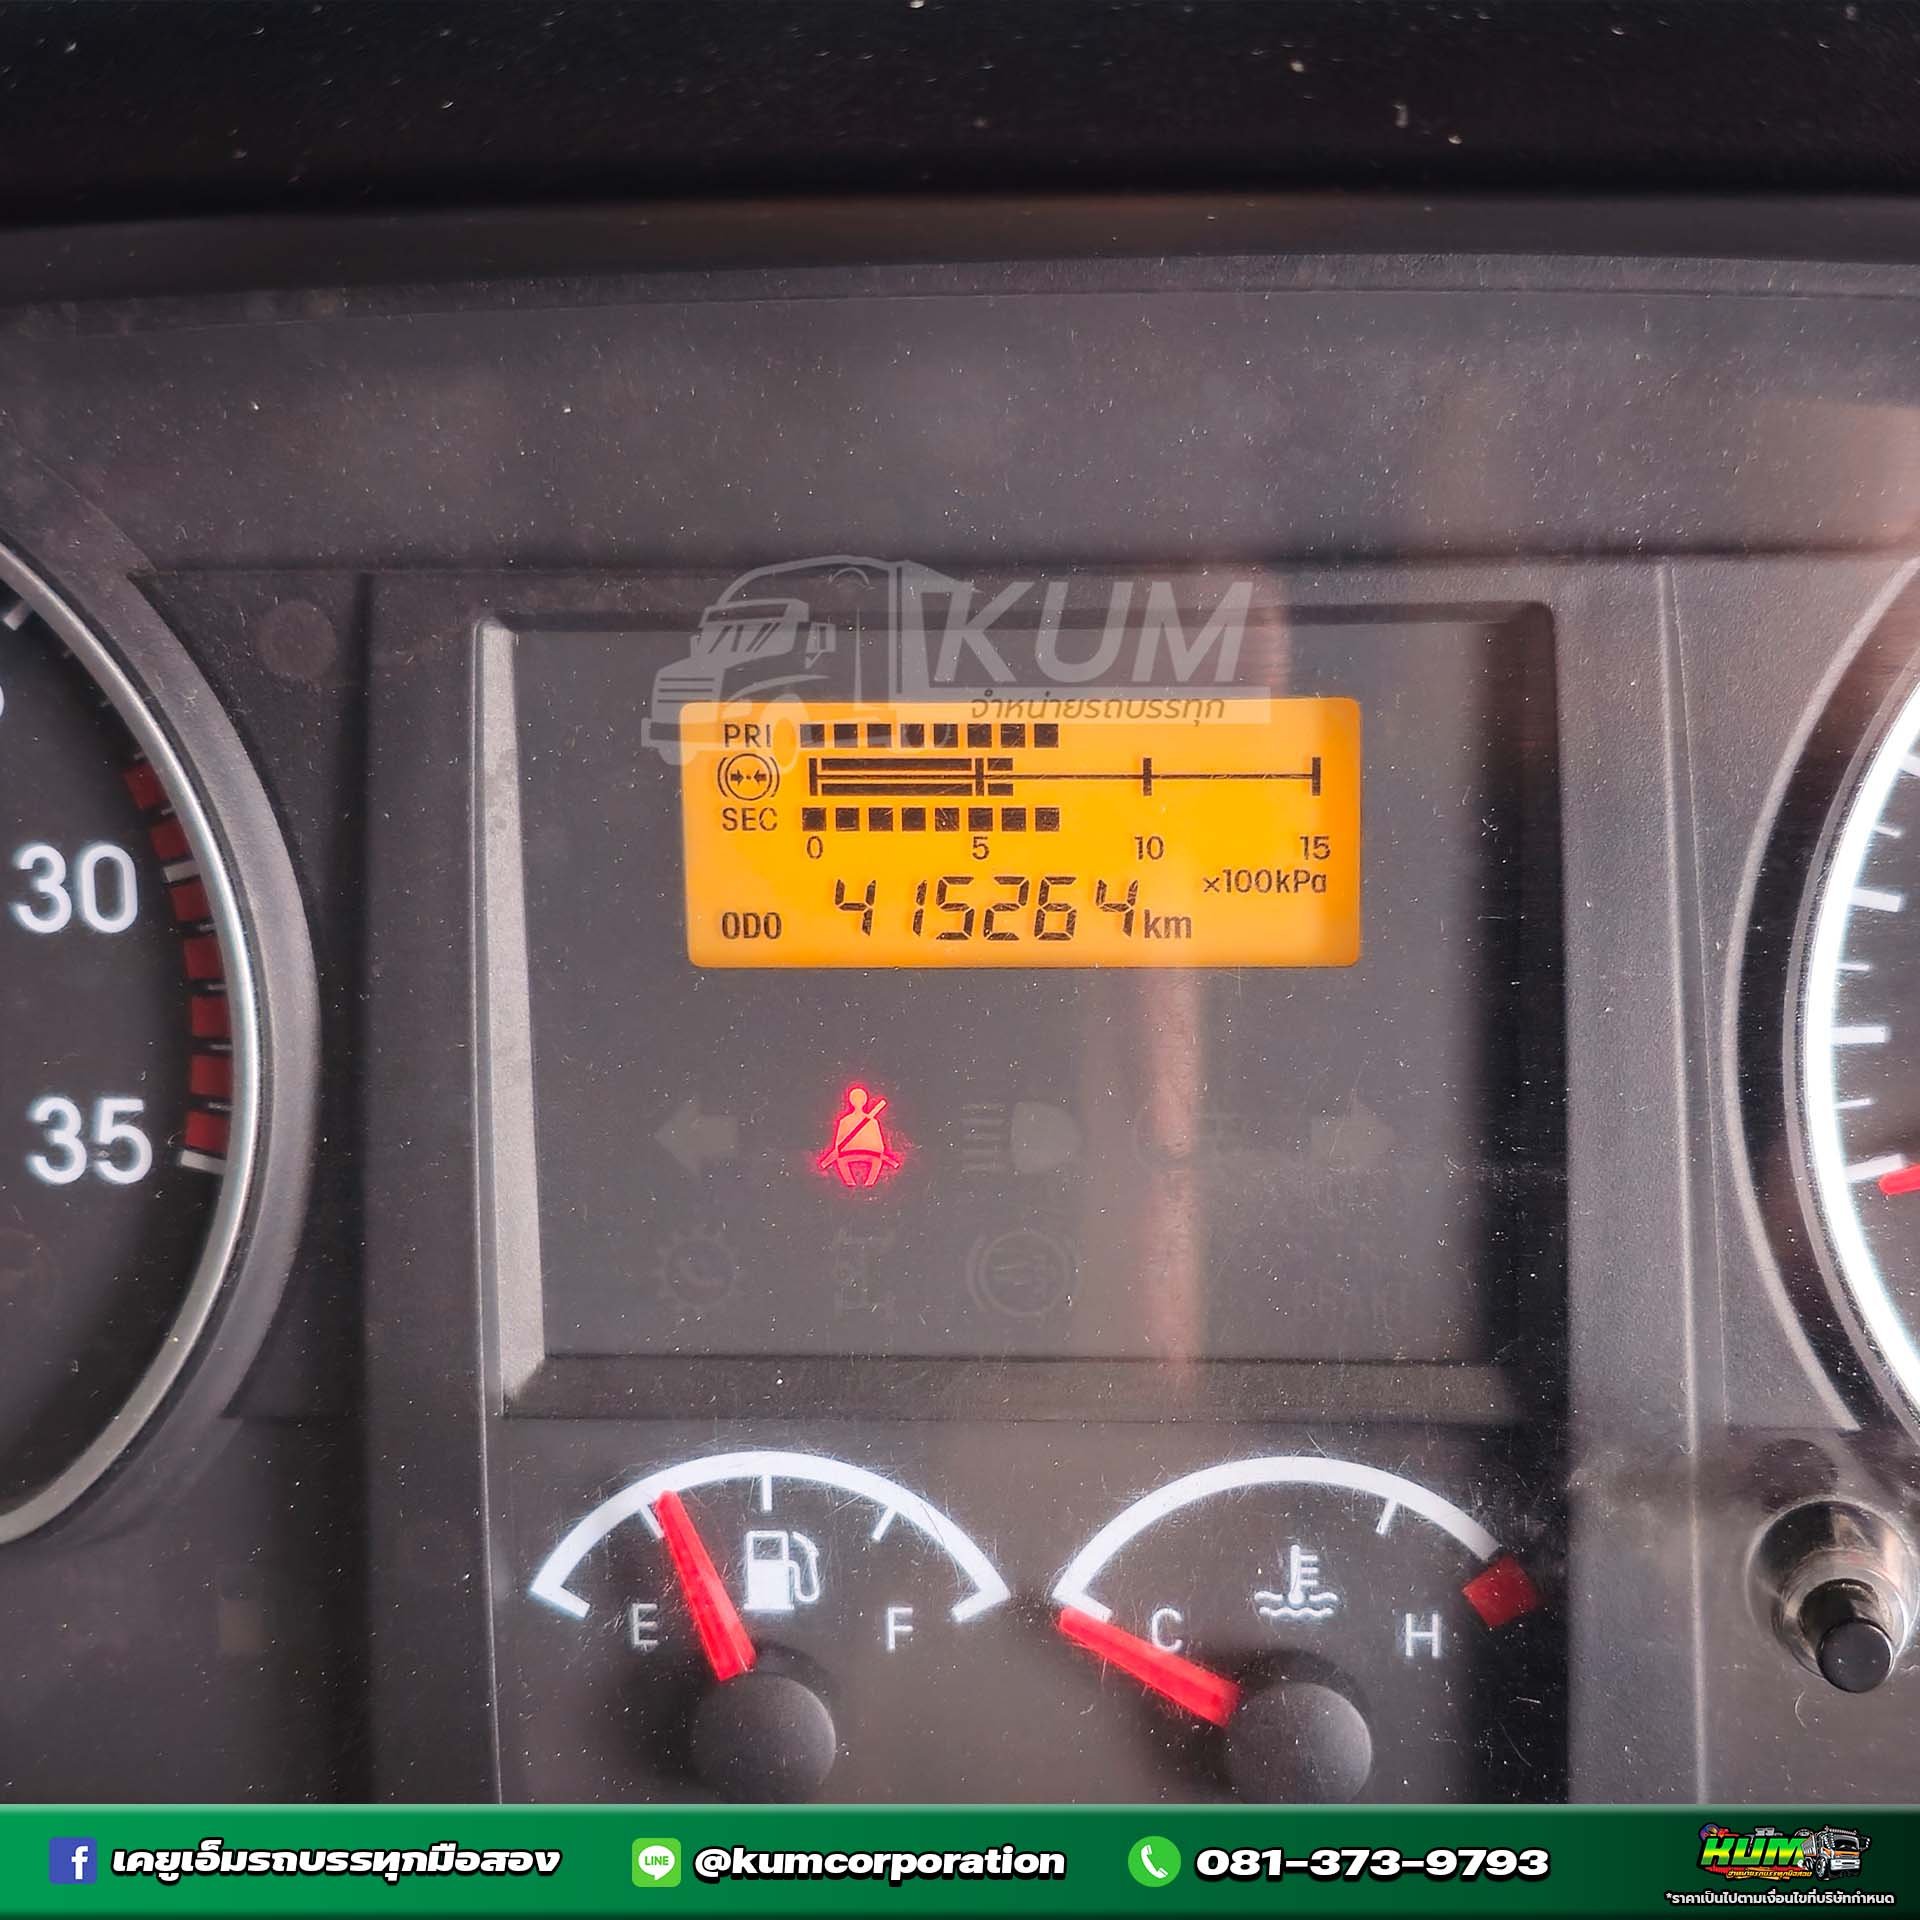 KUM
จำหน่ายรถบรรทุก
PRI
SEC
0 5 10 15
×100kPa
ODO 415264 km
30
35
E F
C H
เคยูเอ็มรถบรรทุกมือสอง
LINE @kumcorporation
081-373-9793
KUM
*ราคาเป็นไปตามเงื่อนไขที่บริษัทกำหนด